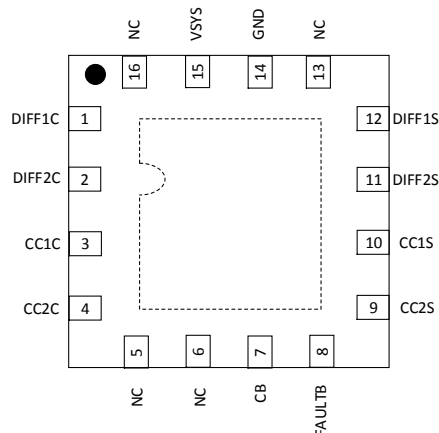 NC
VSYS
GND
NC
16
15
14
13
DIFF1C 1
12 DIFF1S
DIFF2C 2
11 DIFF2S
CC1C 3
10 CC1S
CC2C 4
9 CC2S
5
6
7
8
NC
NC
CB
FAULTB